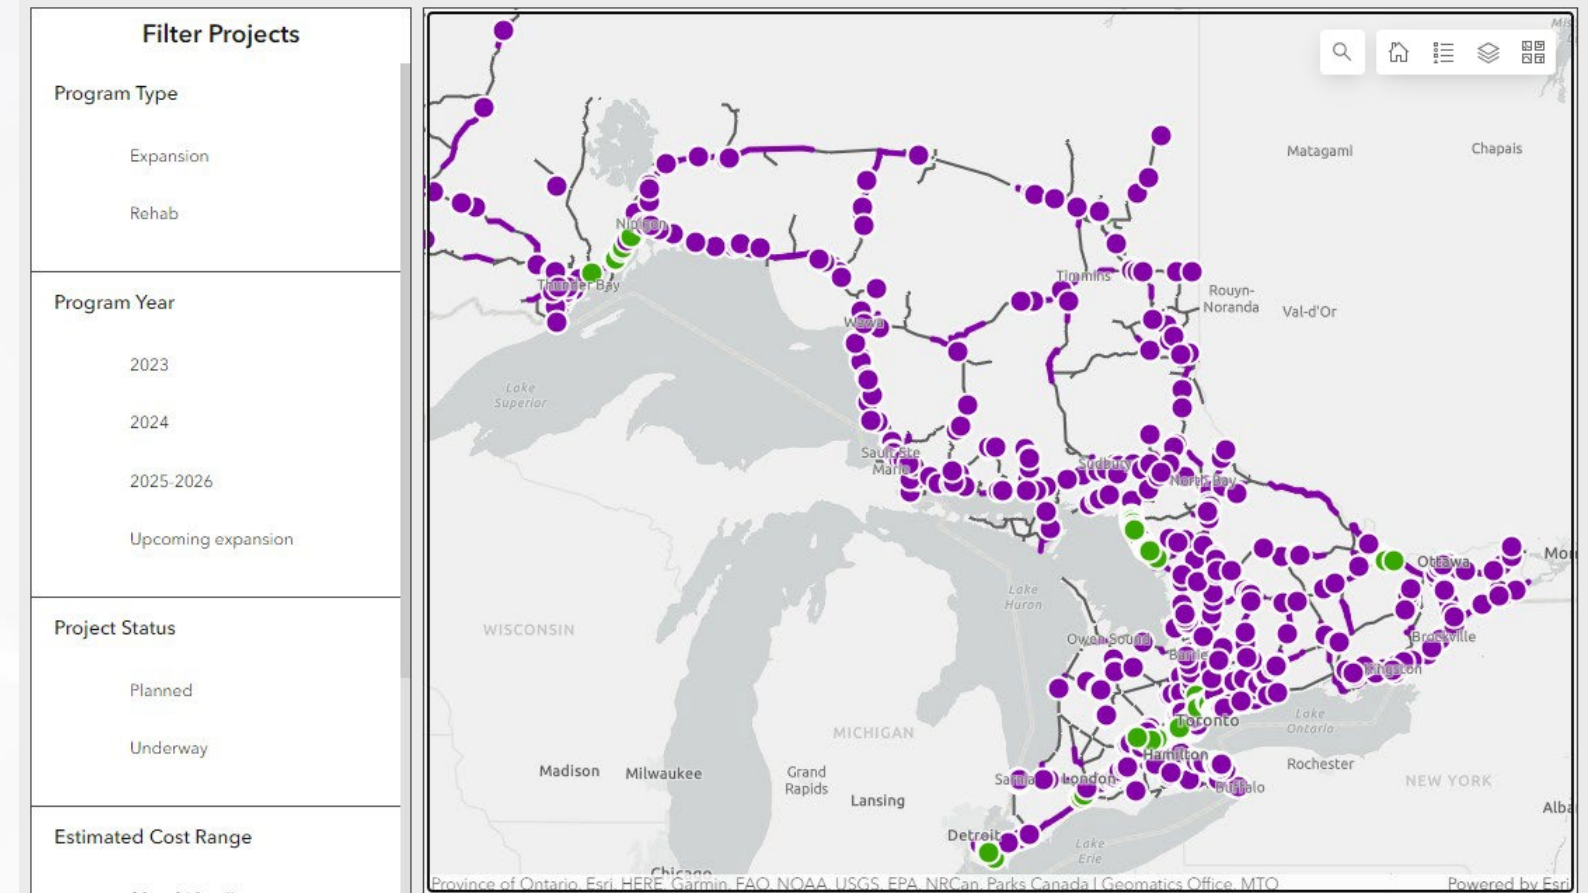 Filter Projects
Program Type
Expansion
Rehab
Program Year
2023
2024
2025-2026
Upcoming expansion
Project Status
Planned
Underway
Estimated Cost Range
Matagami
Chapais
Nipigon
Thunder Bay
Timmins
Rouyn-
Noranda
Val-d'Or
Wawa
Lake
Superior
Sault Ste
Marie
Sudbury
North Bay
Ottawa
Lake
Huron
WISCONSIN
Owen Sound
Barrie
Brockville
Kingston
MICHIGAN
Toronto
Lake
Ontario
Hamilton
Rochester
Madison
Milwaukee
Grand
Rapids
Sarnia
London
Buffalo
NEW YORK
Lansing
Detroit
Lake
Erie
Chicago
Province of Ontario, Esri, HERE, Garmin, FAO, NOAA, USGS, EPA, NRCan, Parks Canada | Geomatics Office, MTO
Powered by Esri